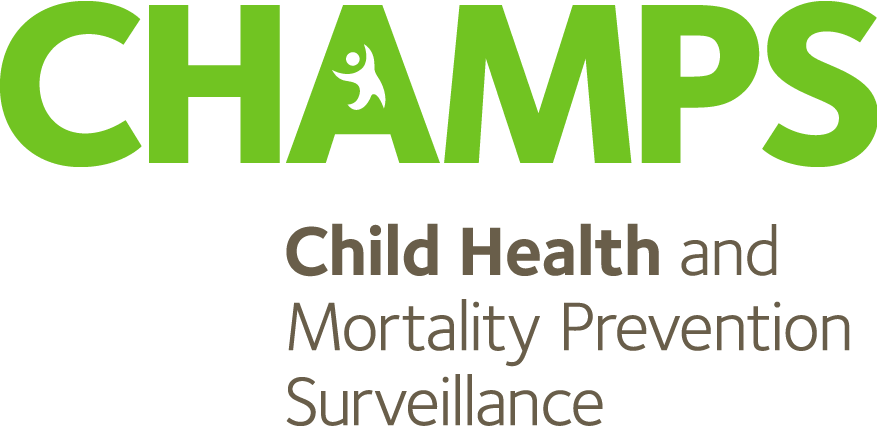 CHAMPS
Child Health and
Mortality Prevention
Surveillance